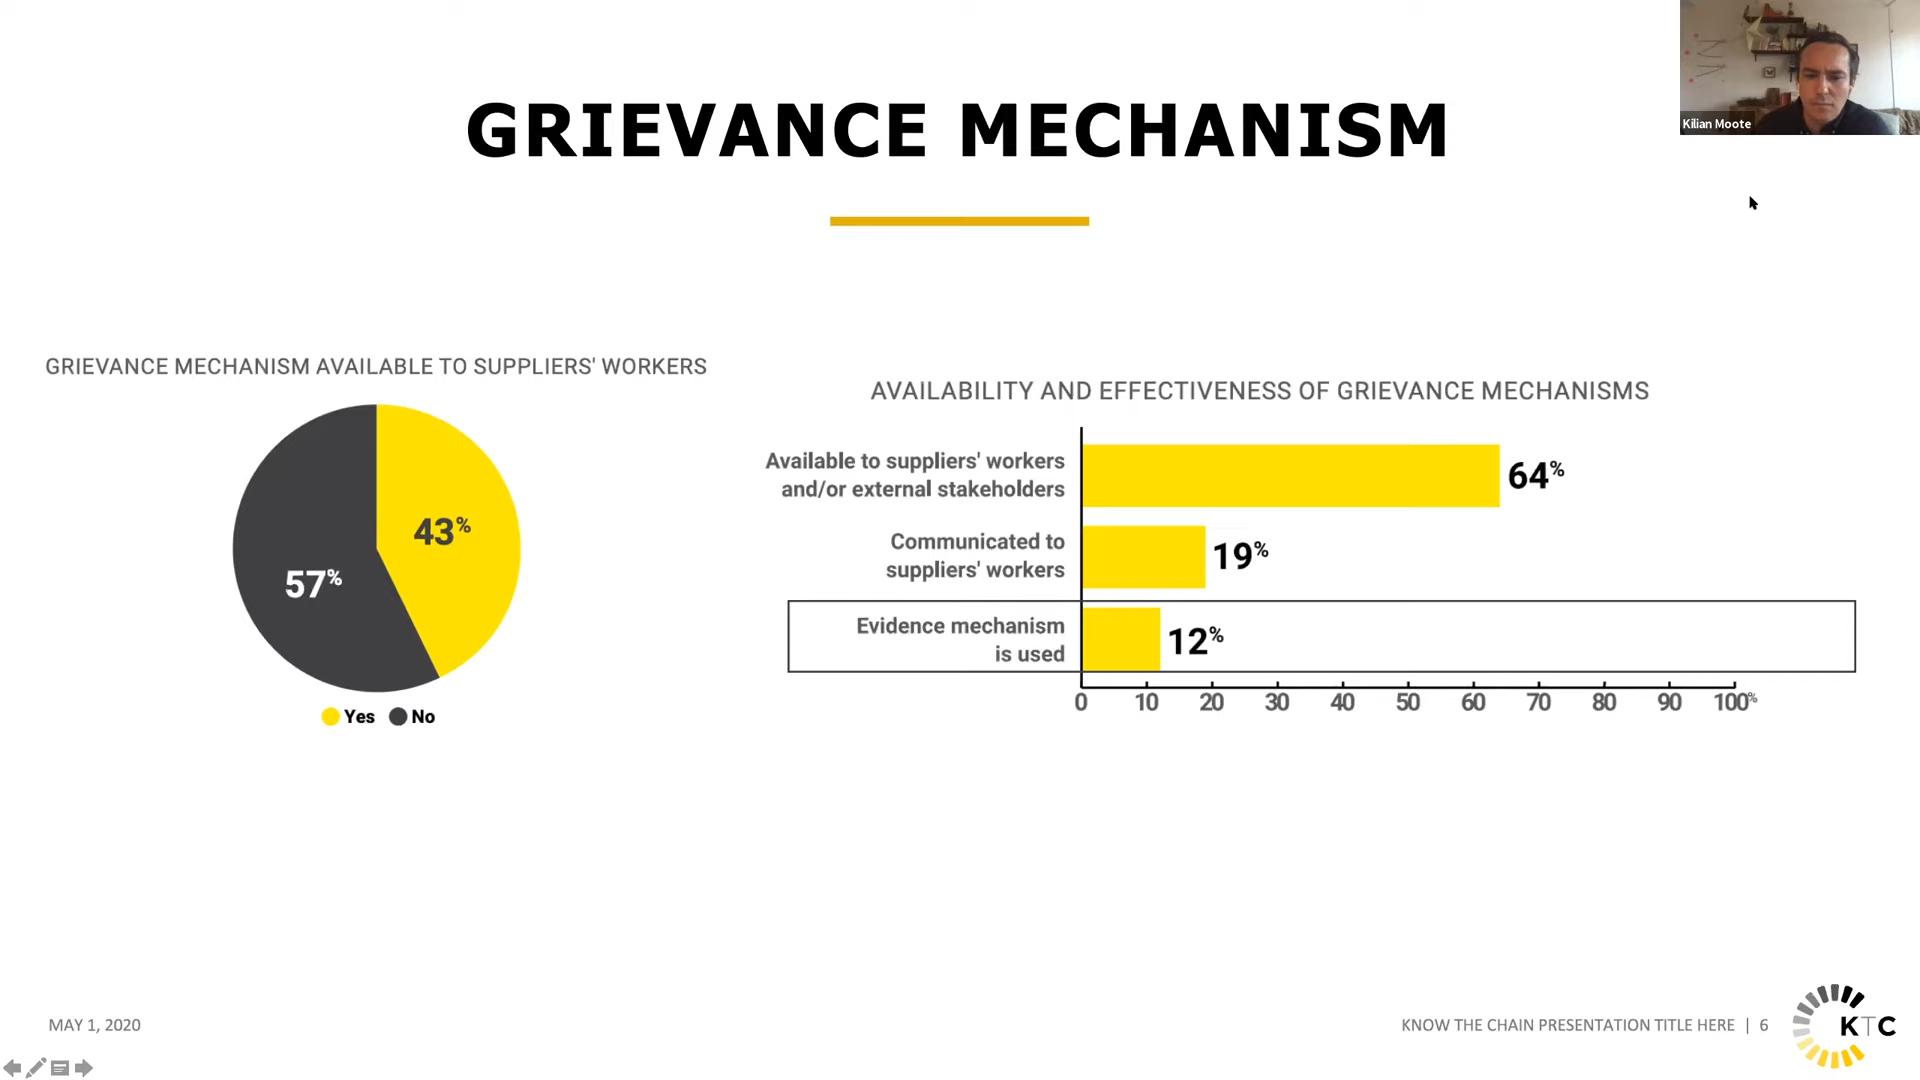 Kilian Moote
GRIEVANCE MECHANISM
GRIEVANCE MECHANISM AVAILABLE TO SUPPLIERS' WORKERS
43%
57%
Yes
No
AVAILABILITY AND EFFECTIVENESS OF GRIEVANCE MECHANISMS
Available to suppliers' workers
and/or external stakeholders
64%
Communicated to
suppliers' workers
19%
Evidence mechanism
is used
12%
0 10 20 30 40 50 60 70 80 90 100%
MAY 1, 2020
KNOW THE CHAIN PRESENTATION TITLE HERE | 6
KTC